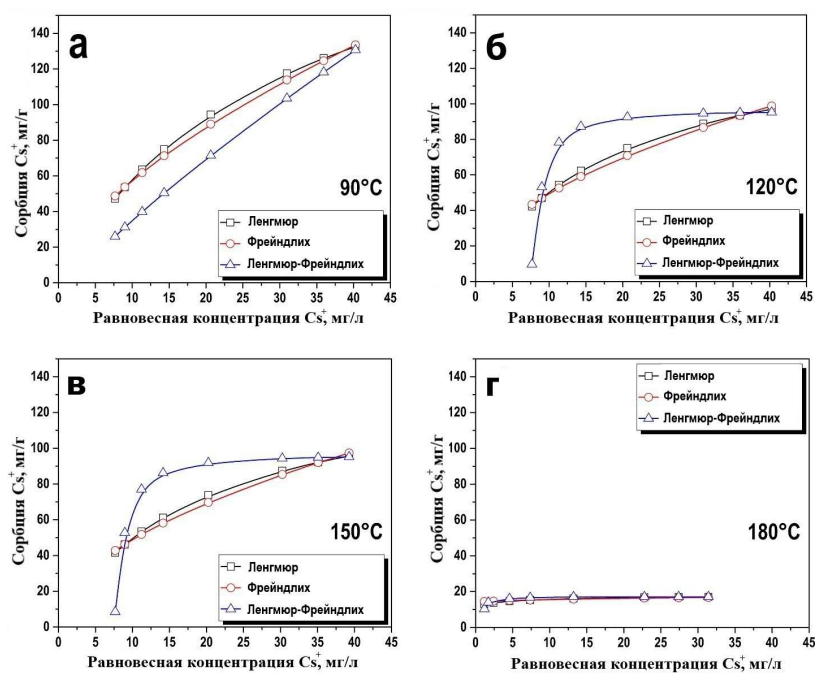 а
140
120
100
80
60
40
20
0
Сорбция Cs⁺, мг/г
90°C
Ленгмюр
Фрейндлих
Ленгмюр-Фрейндлих
0 5 10 15 20 25 30 35 40 45
Равновесная концентрация Cs⁺, мг/л
б
140
120
100
80
60
40
20
0
Сорбция Cs⁺, мг/г
120°C
Ленгмюр
Фрейндлих
Ленгмюр-Фрейндлих
0 5 10 15 20 25 30 35 40 45
Равновесная концентрация Cs⁺, мг/л
в
140
120
100
80
60
40
20
0
Сорбция Cs⁺, мг/г
150°C
Ленгмюр
Фрейндлих
Ленгмюр-Фрейндлих
0 5 10 15 20 25 30 35 40 45
Равновесная концентрация Cs⁺, мг/л
г
140
120
100
80
60
40
20
0
Сорбция Cs⁺, мг/г
Ленгмюр
Фрейндлих
Ленгмюр-Фрейндлих
180°C
0 5 10 15 20 25 30 35 40 45
Равновесная концентрация Cs⁺, мг/л